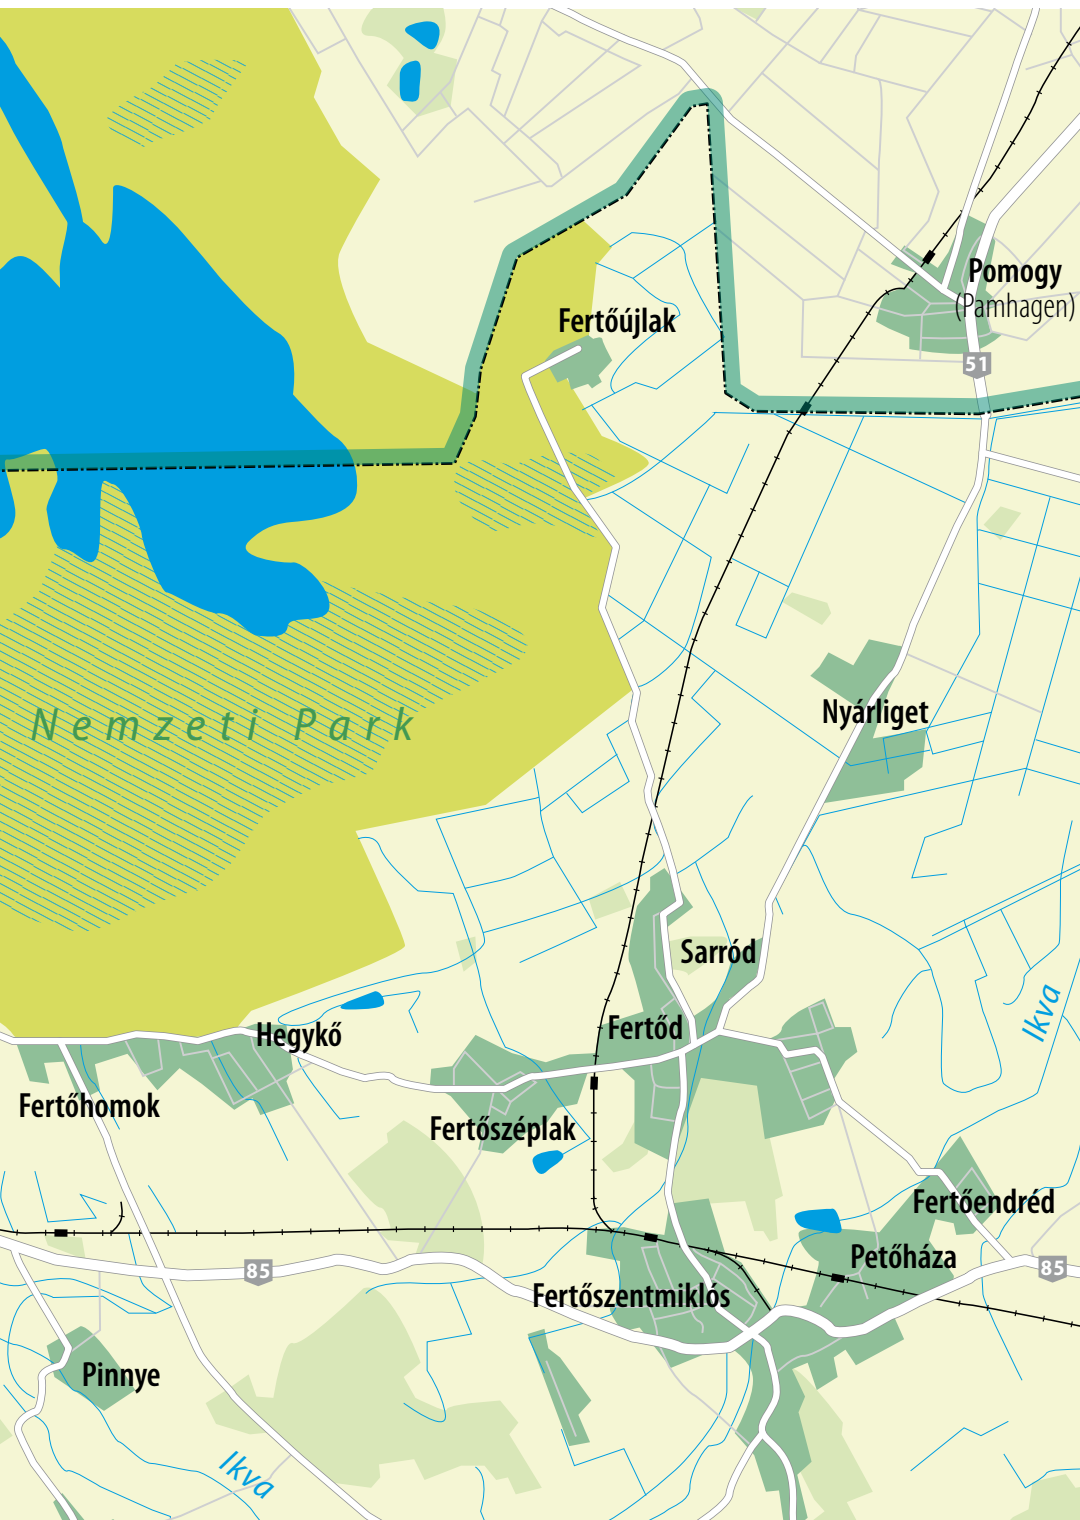 Pomogy
(Pamhagen)
Fertőújlak
51
Nyárliget
Nemzeti Park
Sarród
Ikva
Fertőd
Hegykő
Fertőhomok
Fertőszéplak
Fertőendréd
Petőháza
85
85
Fertőszentmiklós
Pinnye
Ikva